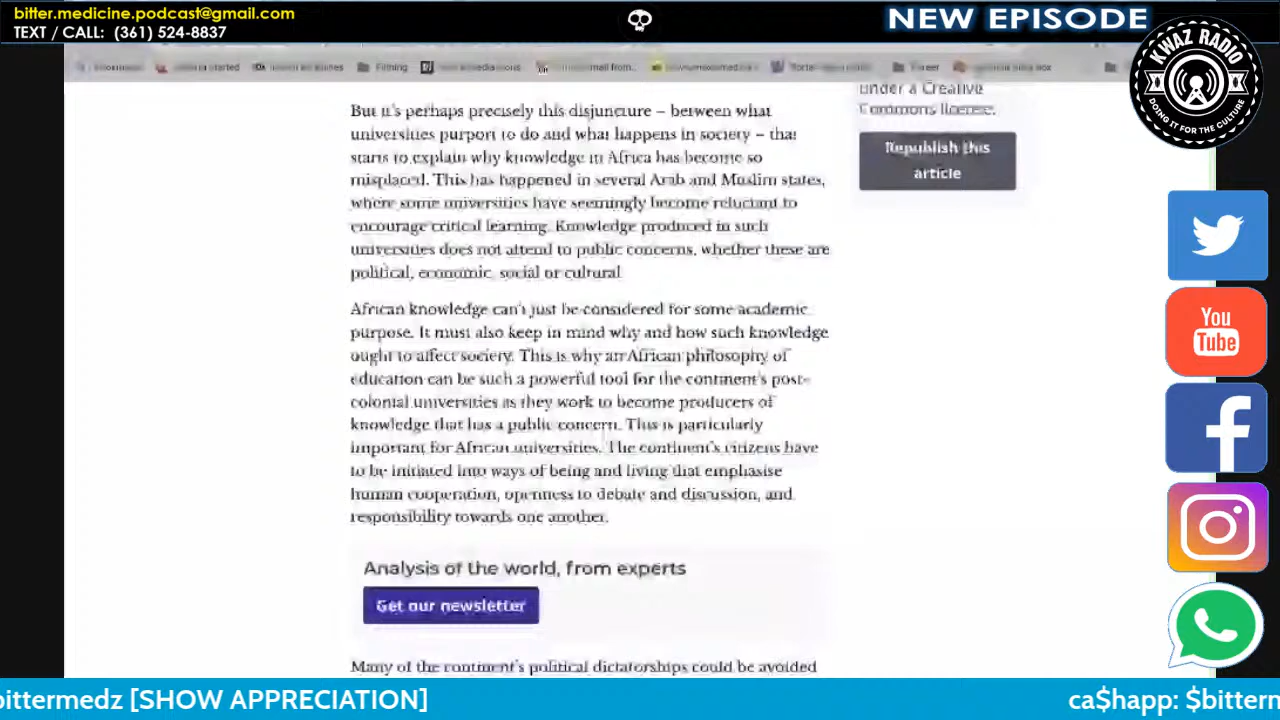 bitter.medicine.podcast@gmail.com
TEXT / CALL: (361) 524-8837
NEW EPISODE
KWAZ RADIO
DOING IT FOR THE CULTURE
Filming
Career
But it's perhaps precisely this disjuncture – between what
universities purport to do and what happens in society – that
starts to explain why knowledge in Africa has become so
misplaced. This has happened in several Arab and Muslim states,
where some universities have seemingly become reluctant to
encourage critical learning. Knowledge produced in such
universities does not attend to public concerns, whether these are
political, economic, social or cultural.
African knowledge can't just be considered for some academic
purpose. It must also keep in mind why and how such knowledge
ought to affect society. This is why an African philosophy of
education can be such a powerful tool for the continent's post-
colonial universities as they work to become producers of
knowledge that has a public concern. This is particularly
important for African universities. The continent's citizens have
to be initiated into ways of being and living that emphasise
human cooperation, openness to debate and discussion, and
responsibility towards one another.
Analysis of the world, from experts
Get our newsletter
Many of the continent's political dictatorships could be avoided
under a Creative
Commons license.
Republish this
article
You
Tube
bittermedz [SHOW APPRECIATION]
ca$happ: $bittern